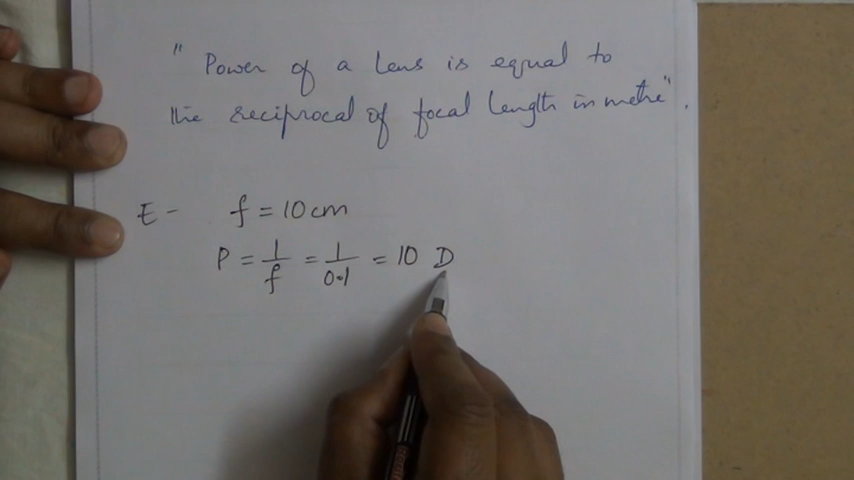 " Power of a lens is equal to
the reciprocal of focal length in metre".
E - f = 10 cm
P = 1/f = 1/0.1 = 10 D